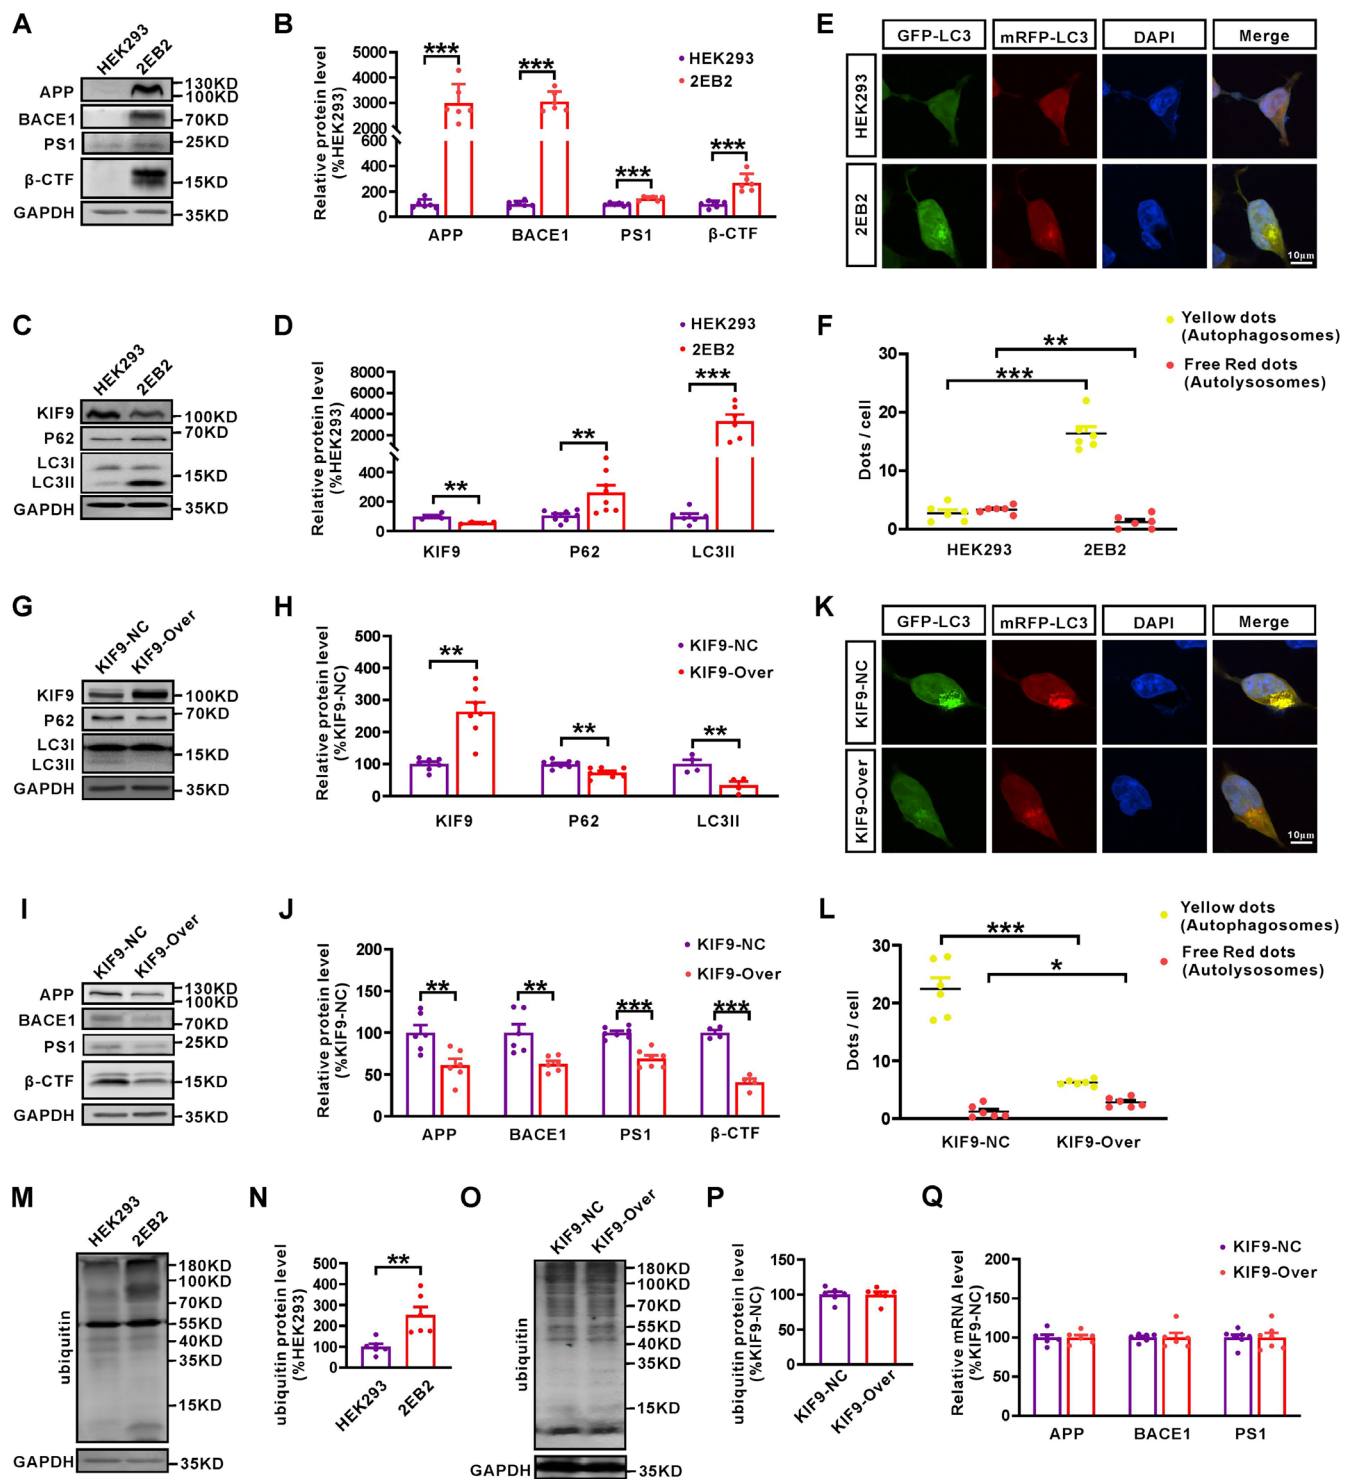 A
HEK293
2EB2
APP
130KD
100KD
BACE1
70KD
PS1
25KD
β-CTF
15KD
GAPDH
35KD
B
Relative protein level
(%HEK293)
5000
4000
3000
2000
600
400
200
0
***
***
***
***
HEK293
2EB2
APP
BACE1
PS1
β-CTF
E
GFP-LC3
mRFP-LC3
DAPI
Merge
HEK293
2EB2
10μm
C
HEK293
2EB2
KIF9
100KD
P62
70KD
LC3I
LC3II
15KD
GAPDH
35KD
D
Relative protein level
(%HEK293)
8000
6000
4000
2000
400
200
0
**
**
***
HEK293
2EB2
KIF9
P62
LC3II
F
Yellow dots
(Autophagosomes)
Free Red dots
(Autolysosomes)
Dots / cell
30
20
10
0
**
***
HEK293
2EB2
G
KIF9-NC
KIF9-Over
KIF9
100KD
P62
70KD
LC3I
LC3II
15KD
GAPDH
35KD
H
Relative protein level
(%KIF9-NC)
500
400
300
200
100
0
**
**
**
KIF9-NC
KIF9-Over
KIF9
P62
LC3II
K
GFP-LC3
mRFP-LC3
DAPI
Merge
KIF9-NC
KIF9-Over
10μm
I
KIF9-NC
KIF9-Over
APP
130KD
100KD
BACE1
70KD
PS1
25KD
β-CTF
15KD
GAPDH
35KD
J
Relative protein level
(%KIF9-NC)
200
150
100
50
0
**
**
***
***
KIF9-NC
KIF9-Over
APP
BACE1
PS1
β-CTF
L
Yellow dots
(Autophagosomes)
Free Red dots
(Autolysosomes)
Dots / cell
30
20
10
0
***
*
KIF9-NC
KIF9-Over
M
HEK293
2EB2
ubiquitin
180KD
100KD
70KD
55KD
40KD
35KD
15KD
GAPDH
35KD
N
ubiquitin protein level
(%HEK293)
500
400
300
200
100
0
**
HEK293
2EB2
O
KIF9-NC
KIF9-Over
ubiquitin
180KD
100KD
70KD
55KD
40KD
35KD
15KD
GAPDH
35KD
P
ubiquitin protein level
(%KIF9-NC)
150
100
50
0
KIF9-NC
KIF9-Over
Q
Relative mRNA level
(%KIF9-NC)
200
150
100
50
0
KIF9-NC
KIF9-Over
APP
BACE1
PS1